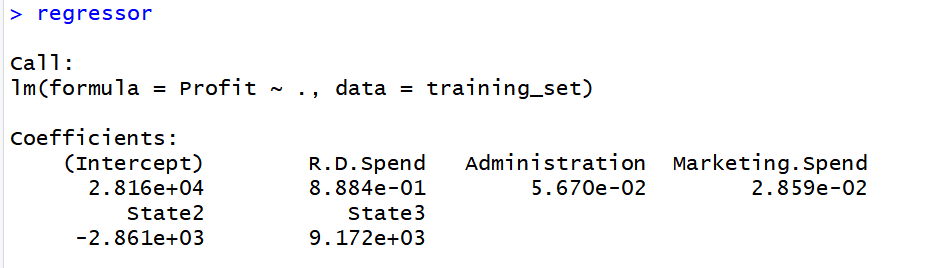 > regressor
Call:
lm(formula = Profit ~ ., data = training_set)
Coefficients:
(Intercept) R.D.Spend Administration Marketing.Spend
2.816e+04 8.884e-01 5.670e-02 2.859e-02
State2 State3
-2.861e+03 9.172e+03